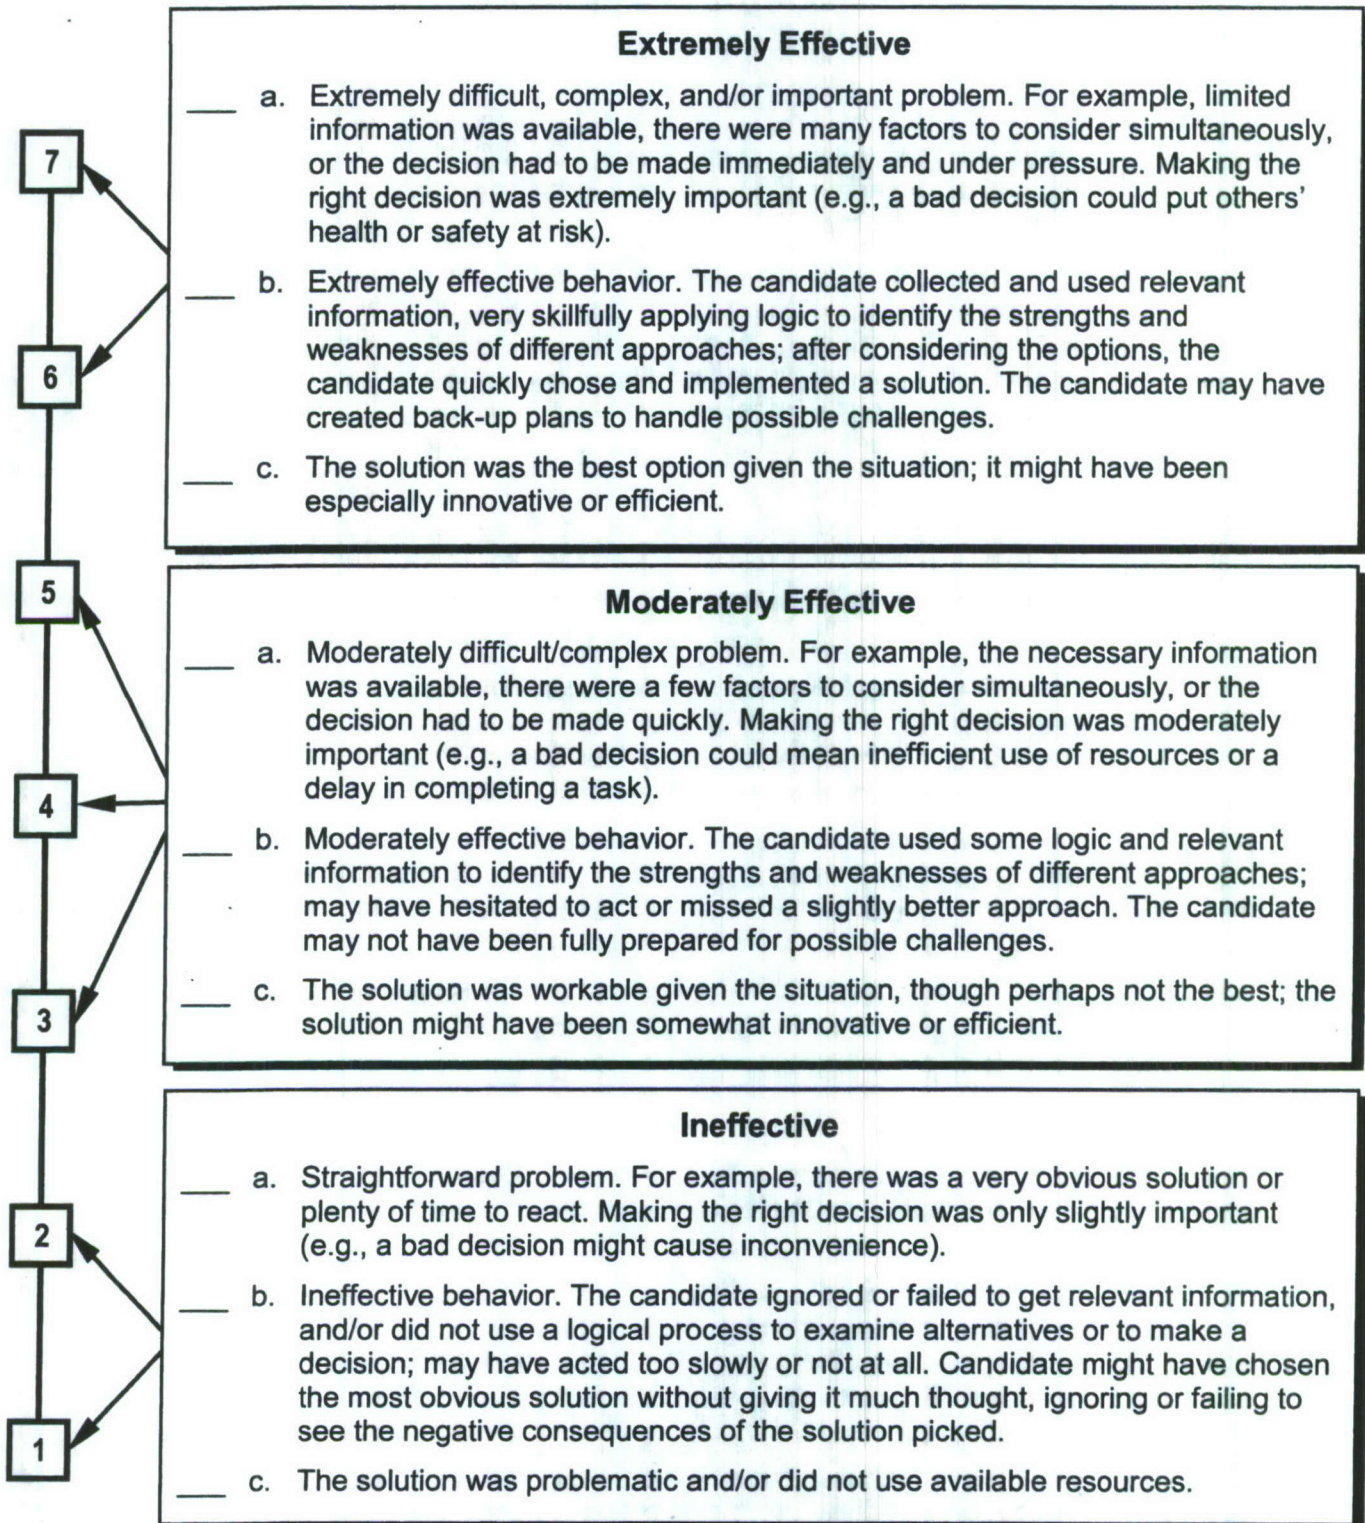 Extremely Effective
___ a. Extremely difficult, complex, and/or important problem. For example, limited
information was available, there were many factors to consider simultaneously,
or the decision had to be made immediately and under pressure. Making the
right decision was extremely important (e.g., a bad decision could put others'
health or safety at risk).
___ b. Extremely effective behavior. The candidate collected and used relevant
information, very skillfully applying logic to identify the strengths and
weaknesses of different approaches; after considering the options, the
candidate quickly chose and implemented a solution. The candidate may have
created back-up plans to handle possible challenges.
___ c. The solution was the best option given the situation; it might have been
especially innovative or efficient.
7
6
Moderately Effective
___ a. Moderately difficult/complex problem. For example, the necessary information
was available, there were a few factors to consider simultaneously, or the
decision had to be made quickly. Making the right decision was moderately
important (e.g., a bad decision could mean inefficient use of resources or a
delay in completing a task).
___ b. Moderately effective behavior. The candidate used some logic and relevant
information to identify the strengths and weaknesses of different approaches;
may have hesitated to act or missed a slightly better approach. The candidate
may not have been fully prepared for possible challenges.
___ c. The solution was workable given the situation, though perhaps not the best; the
solution might have been somewhat innovative or efficient.
5
4
3
Ineffective
___ a. Straightforward problem. For example, there was a very obvious solution or
plenty of time to react. Making the right decision was only slightly important
(e.g., a bad decision might cause inconvenience).
___ b. Ineffective behavior. The candidate ignored or failed to get relevant information,
and/or did not use a logical process to examine alternatives or to make a
decision; may have acted too slowly or not at all. Candidate might have chosen
the most obvious solution without giving it much thought, ignoring or failing to
see the negative consequences of the solution picked.
___ c. The solution was problematic and/or did not use available resources.
2
1